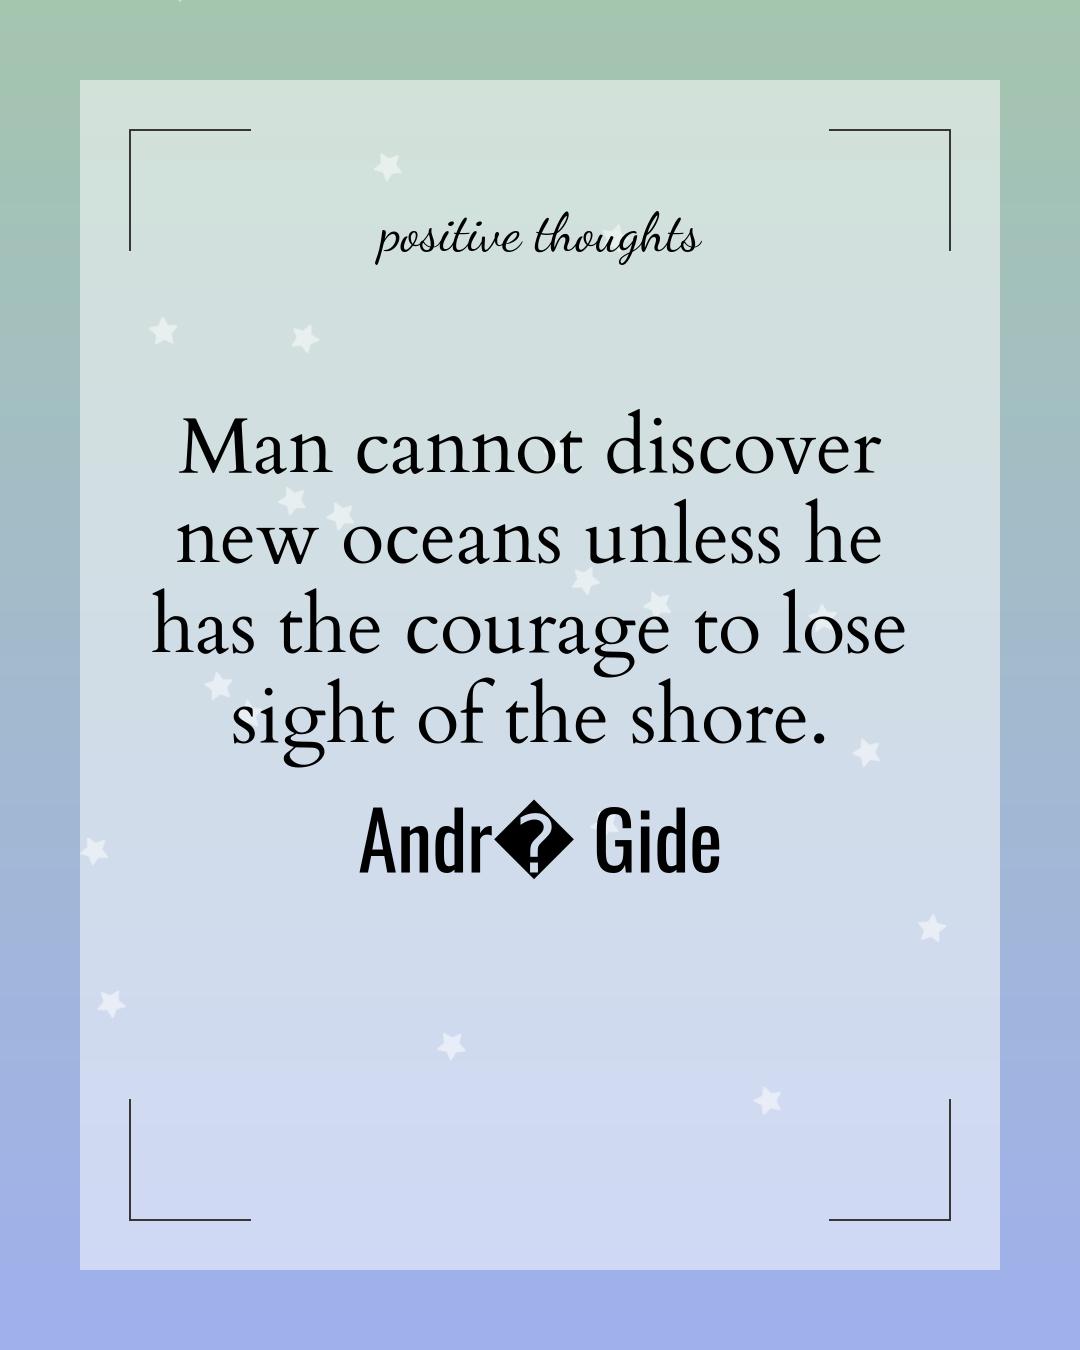 positive thoughts
Man cannot discover
new oceans unless he
has the courage to lose
sight of the shore.
Andr� Gide